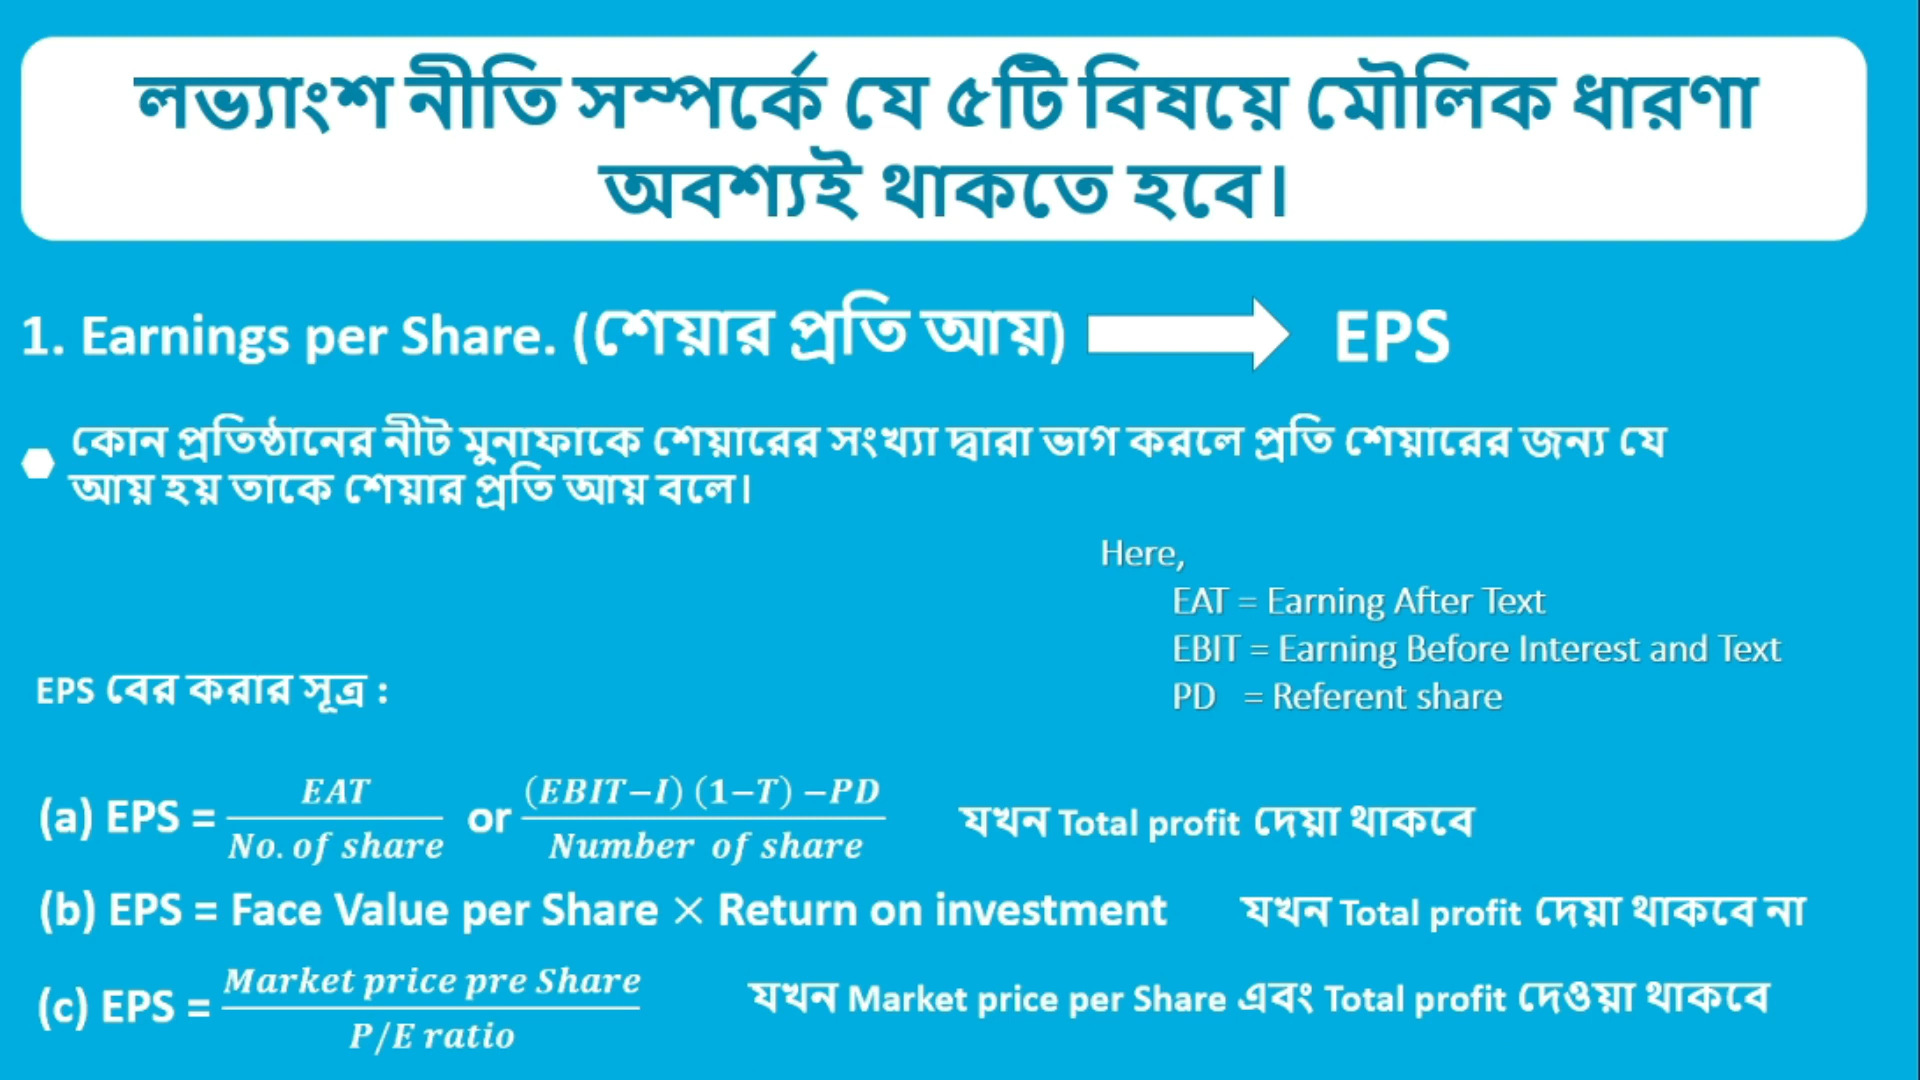 লভ্যাংশ নীতি সম্পর্কে যে ৫টি বিষয়ে মৌলিক ধারণা
অবশ্যই থাকতে হবে।
1. Earnings per Share. (শেয়ার প্রতি আয়) EPS
কোন প্রতিষ্ঠানের নীট মুনাফাকে শেয়ারের সংখ্যা দ্বারা ভাগ করলে প্রতি শেয়ারের জন্য যে
আয় হয় তাকে শেয়ার প্রতি আয় বলে।
Here,
EAT = Earning After Text
EBIT = Earning Before Interest and Text
PD = Referent share
EPS বের করার সূত্র :
(a) EPS = EAT / No. of share or (EBIT−I) (1−T) −PD / Number of share যখন Total profit দেয়া থাকবে
(b) EPS = Face Value per Share × Return on investment যখন Total profit দেয়া থাকবে না
(c) EPS = Market price pre Share / P/E ratio যখন Market price per Share এবং Total profit দেওয়া থাকবে